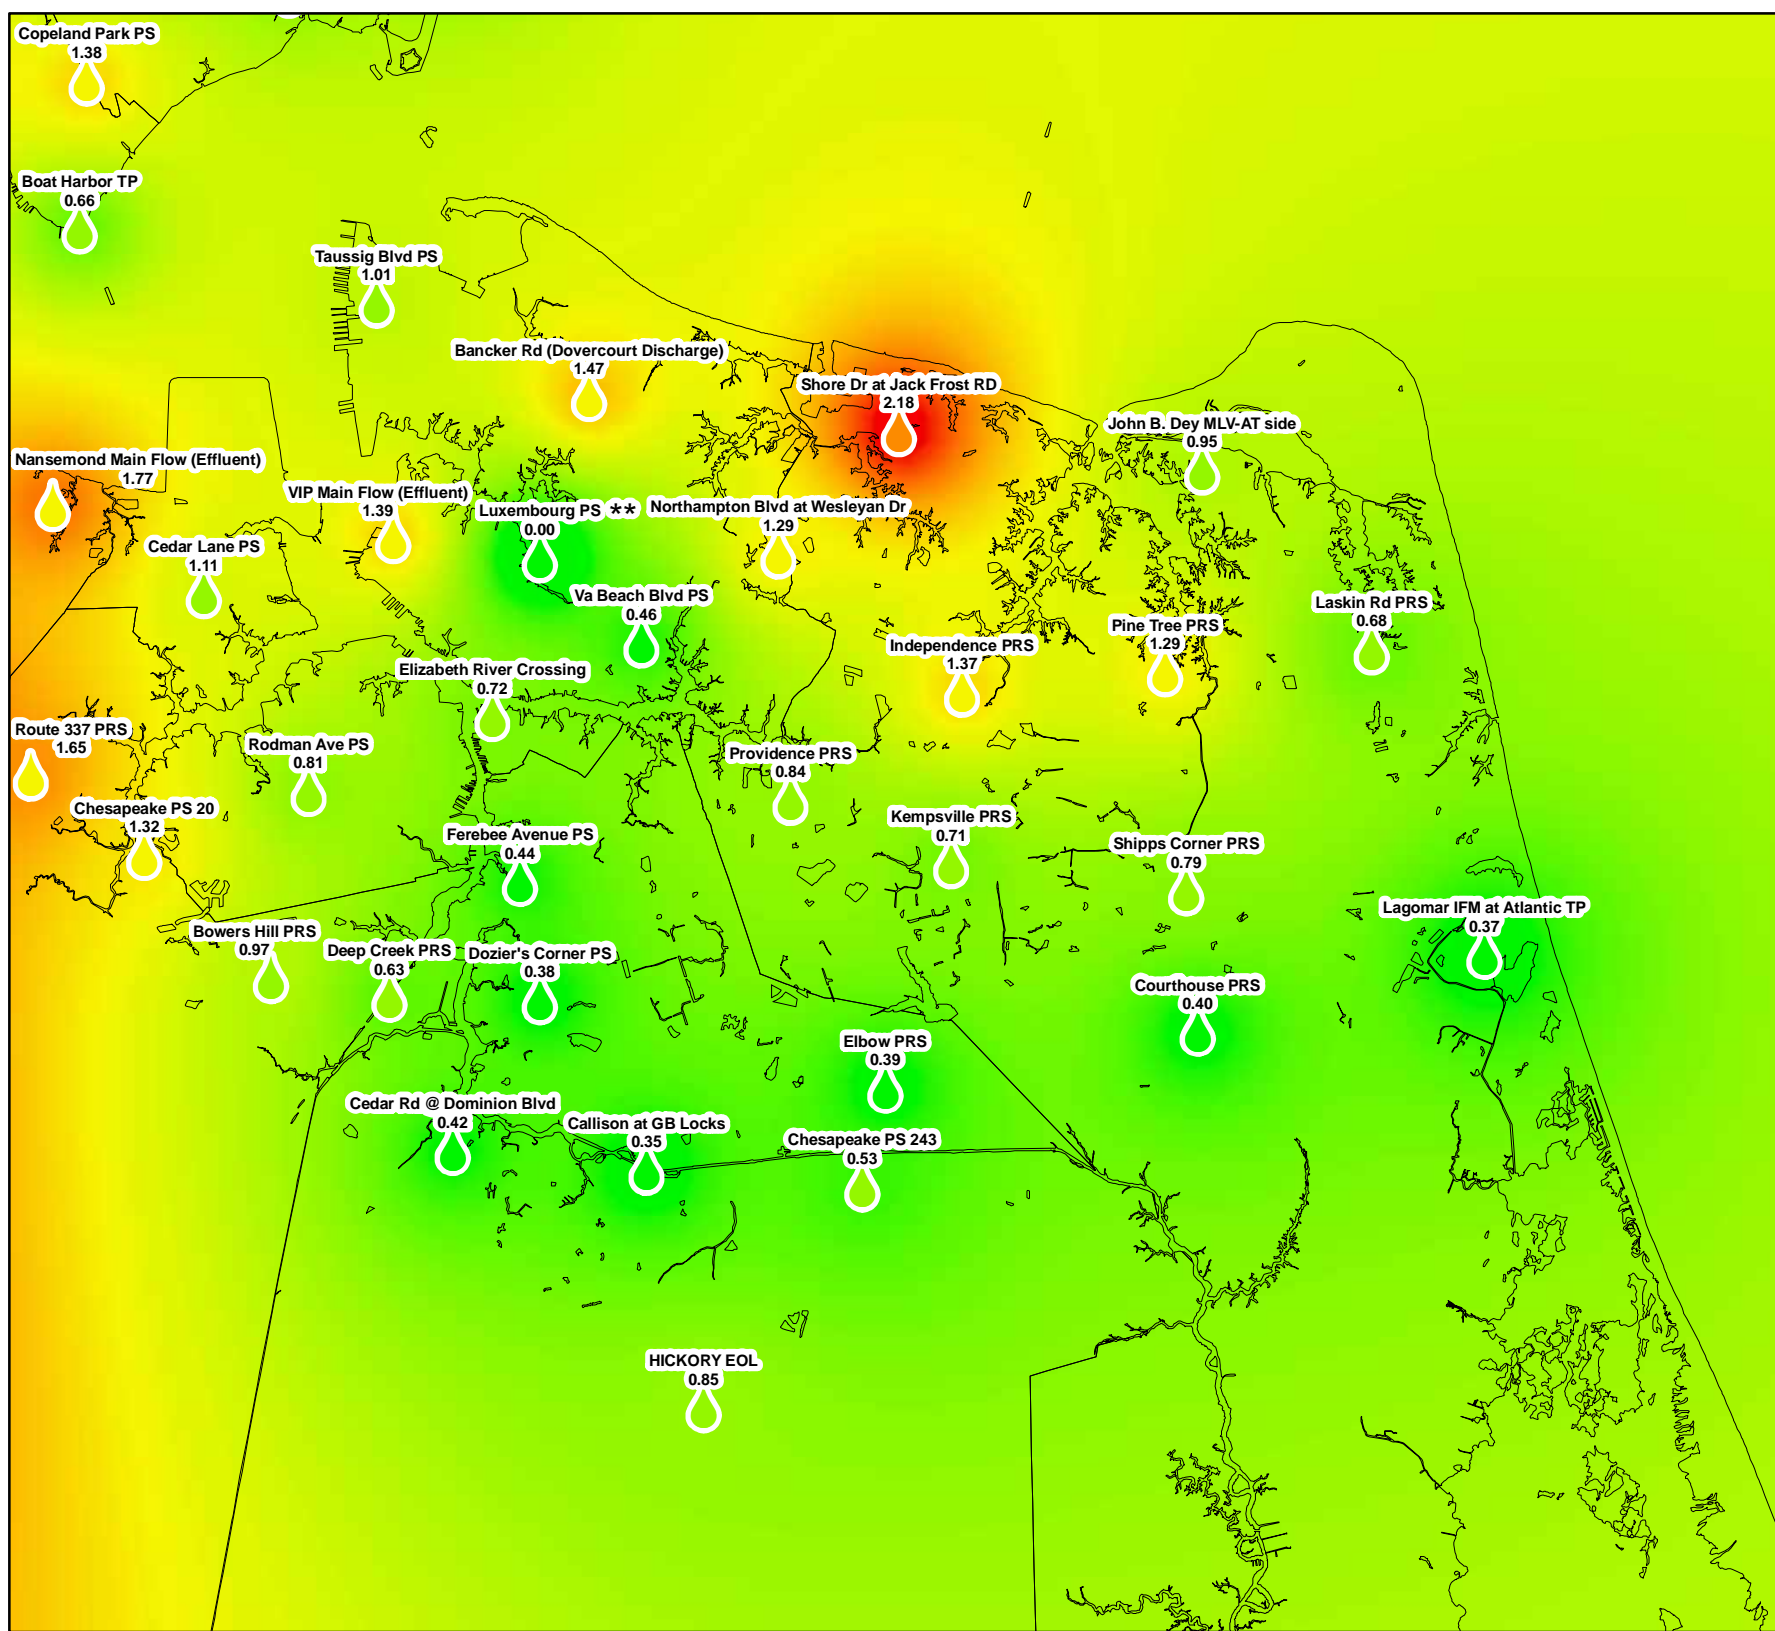 Copeland Park PS
1.38
Boat Harbor TP
0.66
Taussig Blvd PS
1.01
Bancker Rd (Dovercourt Discharge)
1.47
Shore Dr at Jack Frost RD
2.18
John B. Dey MLV-AT side
0.95
Nansemond Main Flow (Effluent)
1.77
VIP Main Flow (Effluent)
1.39
Luxembourg PS **
0.00
Northampton Blvd at Wesleyan Dr
1.29
Cedar Lane PS
1.11
Va Beach Blvd PS
0.46
Laskin Rd PRS
0.68
Independence PRS
1.37
Pine Tree PRS
1.29
Elizabeth River Crossing
0.72
Route 337 PRS
1.65
Rodman Ave PS
0.81
Providence PRS
0.84
Chesapeake PS 20
1.32
Kempsville PRS
0.71
Ferebee Avenue PS
0.44
Shipps Corner PRS
0.79
Lagomar IFM at Atlantic TP
0.37
Bowers Hill PRS
0.97
Deep Creek PRS
0.63
Dozier's Corner PS
0.38
Courthouse PRS
0.40
Elbow PRS
0.39
Cedar Rd @ Dominion Blvd
0.42
Callison at GB Locks
0.35
Chesapeake PS 243
0.53
HICKORY EOL
0.85